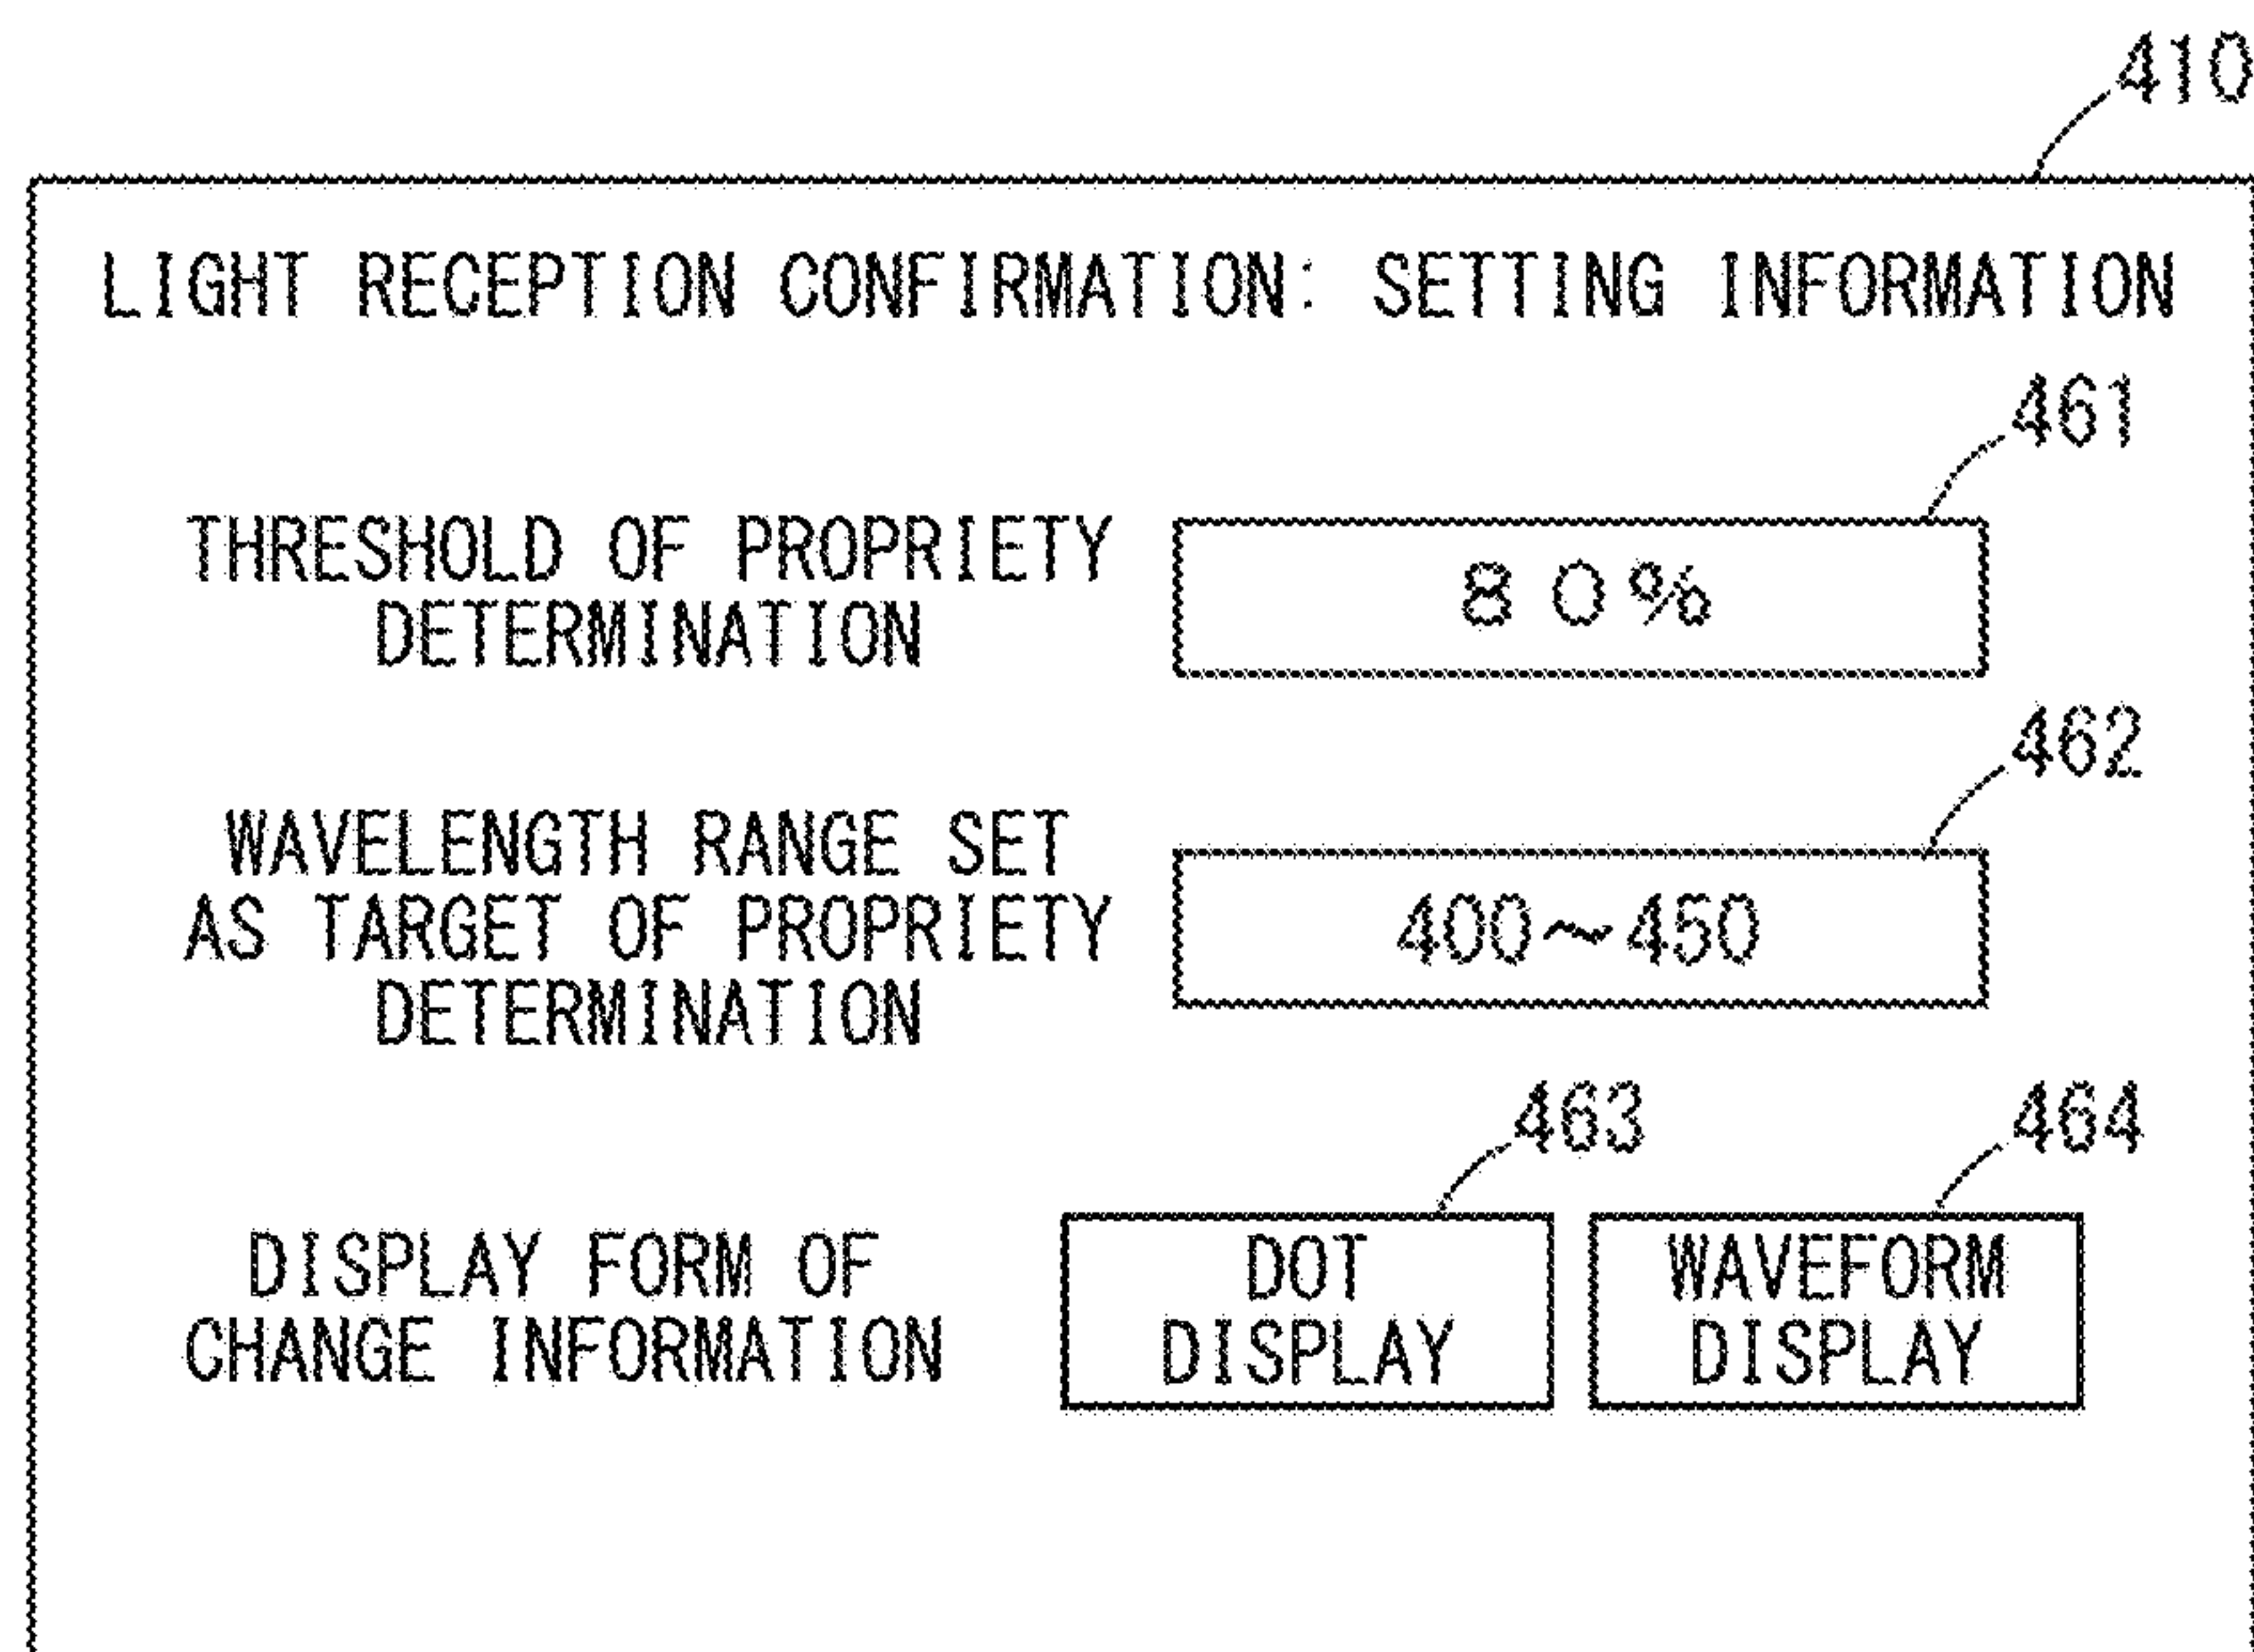 410
LIGHT RECEPTION CONFIRMATION: SETTING INFORMATION
461
THRESHOLD OF PROPRIETY
DETERMINATION
80%
462
WAVELENGTH RANGE SET
AS TARGET OF PROPRIETY
DETERMINATION
400~450
463
464
DISPLAY FORM OF
CHANGE INFORMATION
DOT
DISPLAY
WAVEFORM
DISPLAY